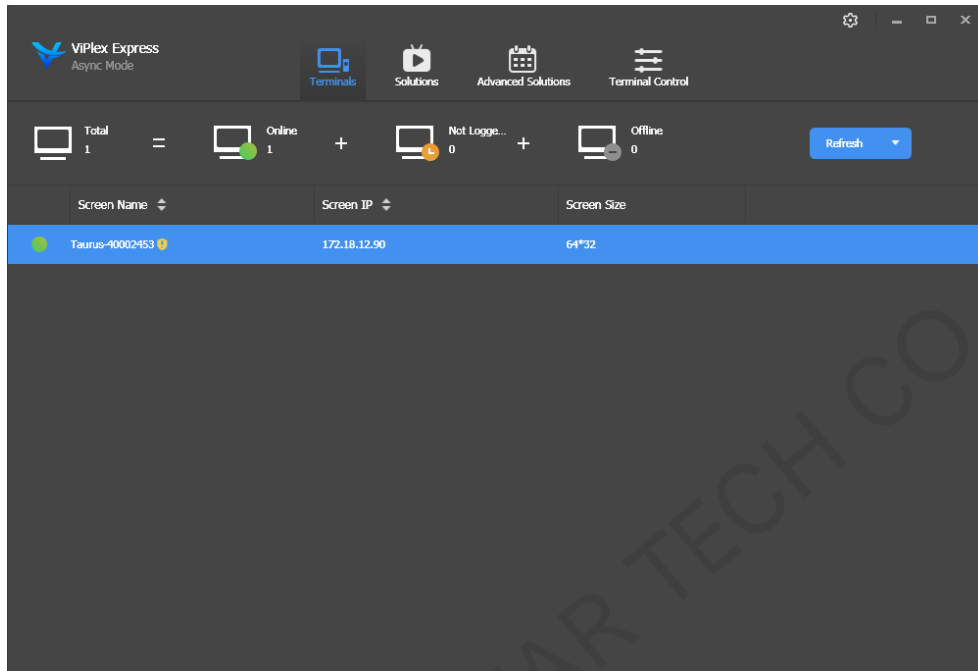 ViPlex Express
Async Mode
Terminals
Solutions
Advanced Solutions
Terminal Control
Total
1
=
Online
1
+
Not Logge...
0
+
Offline
0
Refresh
Screen Name
Screen IP
Screen Size
Taurus-40002453
172.18.12.90
64*32
TECH CO